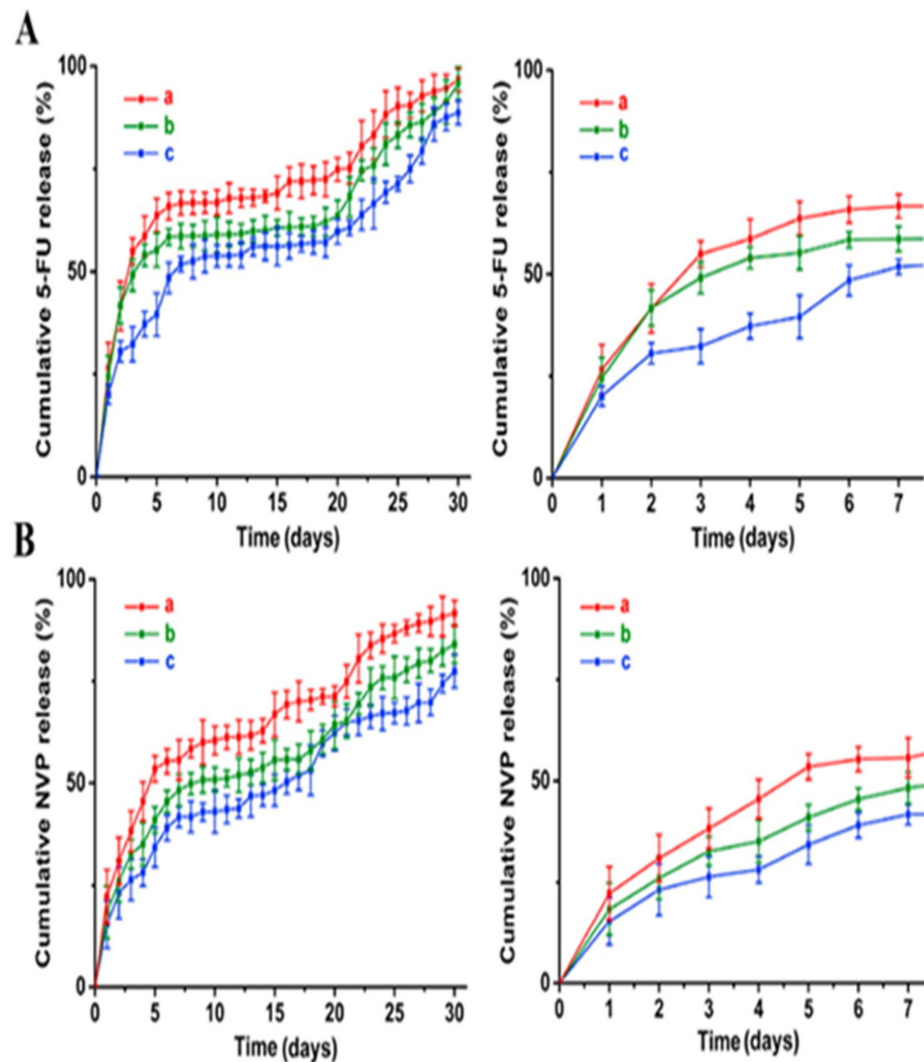 A
Cumulative 5-FU release (%)
100
50
0
a
b
c
0 5 10 15 20 25 30
Time (days)
Cumulative 5-FU release (%)
100
50
0
a
b
c
0 1 2 3 4 5 6 7
Time (days)
B
Cumulative NVP release (%)
100
50
0
a
b
c
0 5 10 15 20 25 30
Time (days)
Cumulative NVP release (%)
100
50
0
a
b
c
0 1 2 3 4 5 6 7
Time (days)